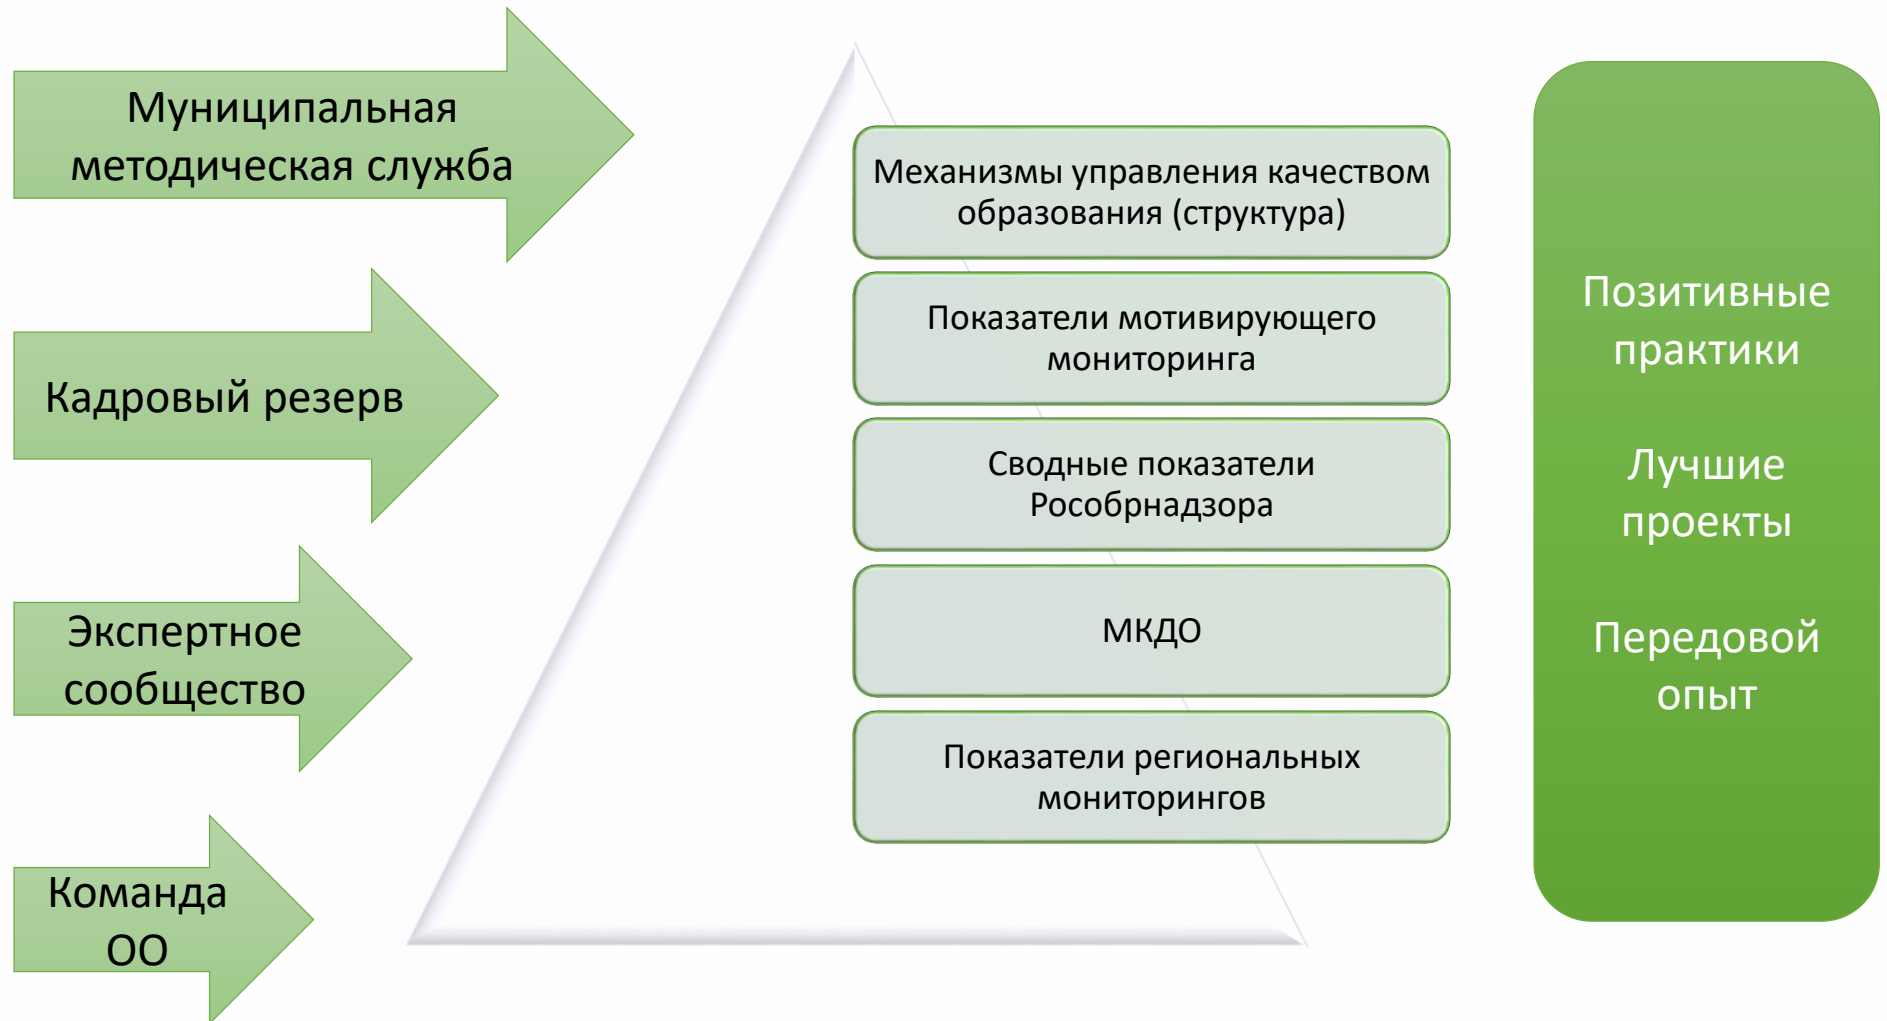 Муниципальная
методическая служба
Кадровый резерв
Экспертное
сообщество
Команда
ОО
Механизмы управления качеством
образования (структура)
Показатели мотивирующего
мониторинга
Сводные показатели
Рособрнадзора
МКДО
Показатели региональных
мониторингов
Позитивные
практики
Лучшие
проекты
Передовой
опыт